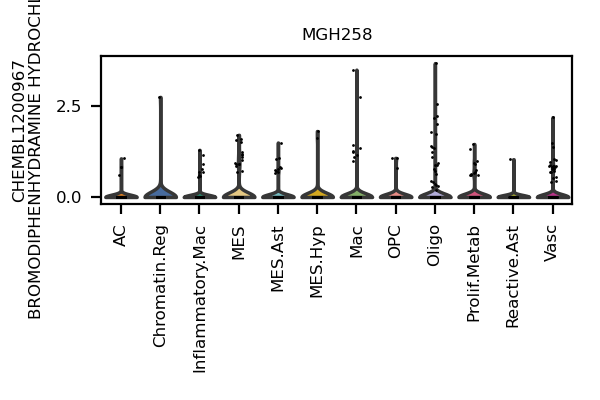 MGH258
CHEMBL1200967
BROMODIPHENHYDRAMINE
2.5
0.0
AC
Chromatin.Reg
Inflammatory.Mac
MES
MES.Ast
MES.Hyp
Mac
OPC
Oligo
Prolif.Metab
Reactive.Ast
Vasc